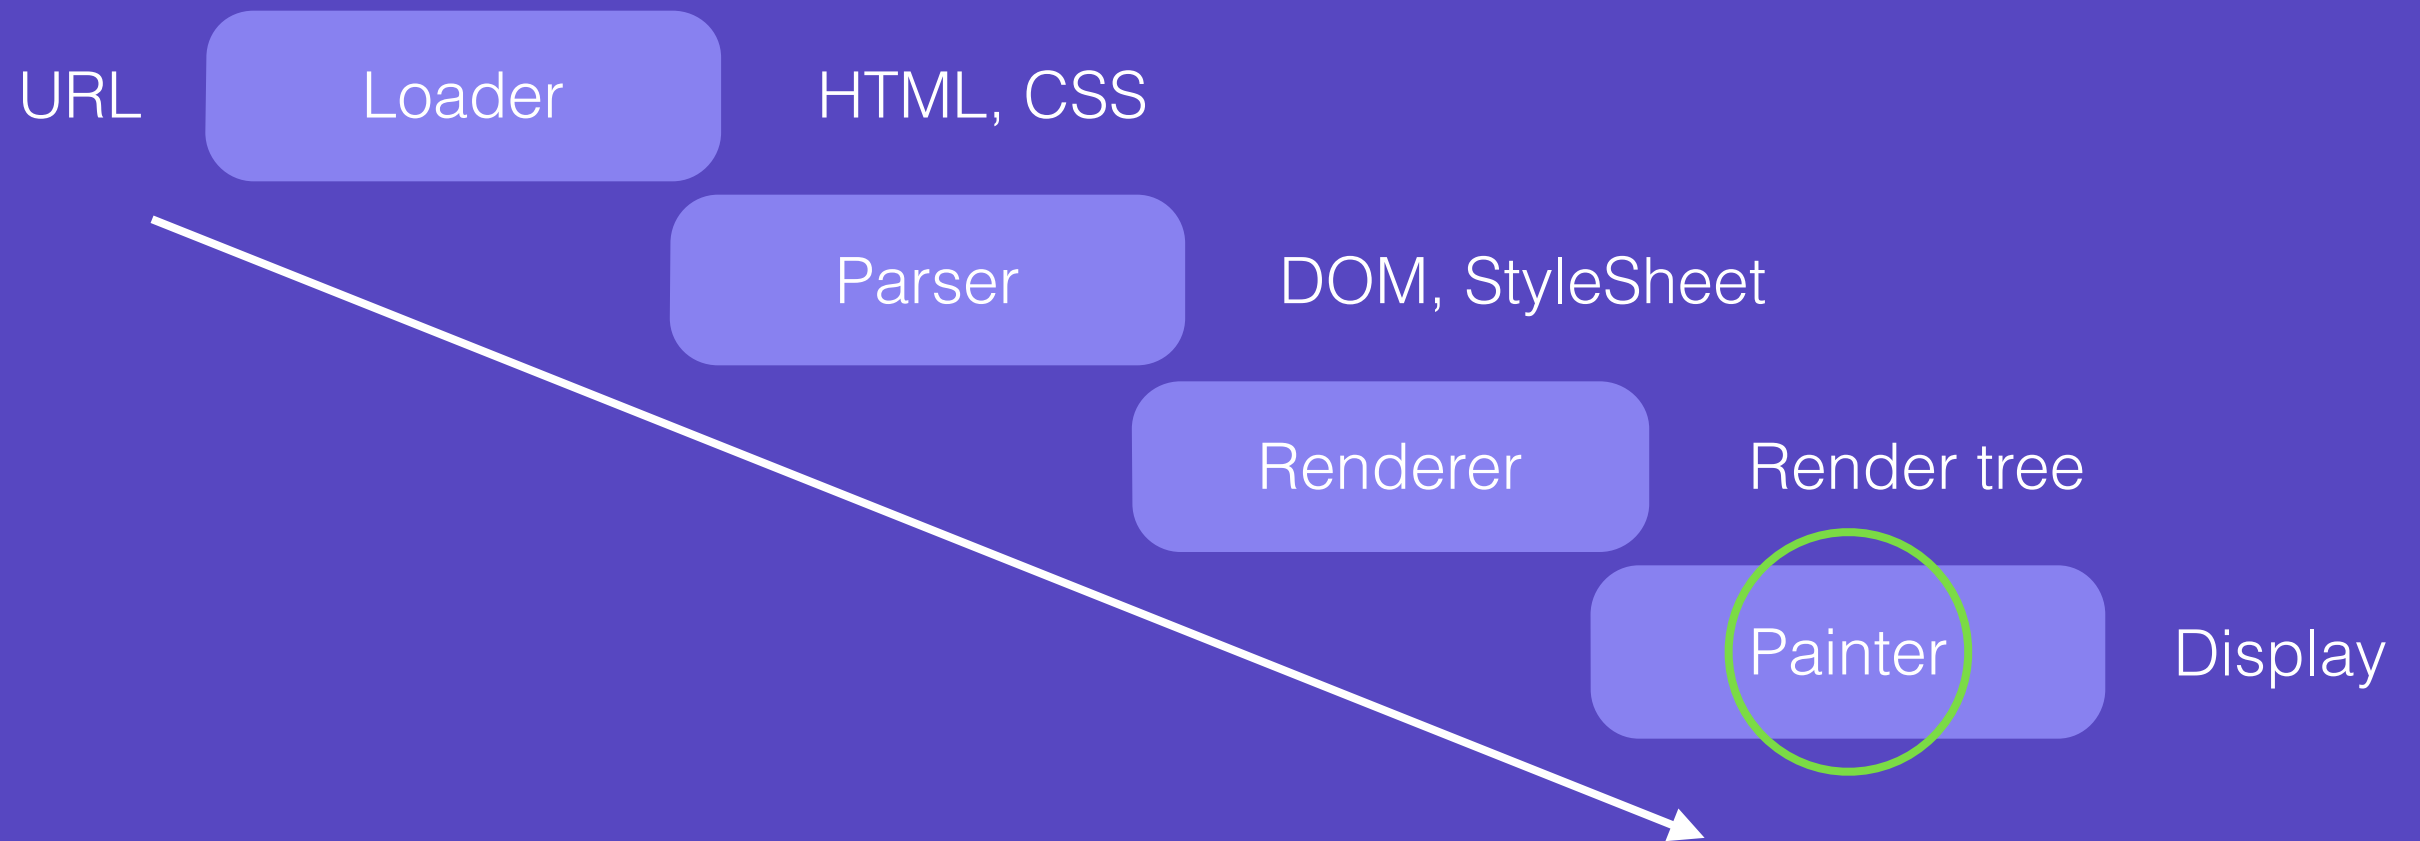 URL Loader HTML, CSS
Parser DOM, StyleSheet
Renderer Render tree
Painter Display